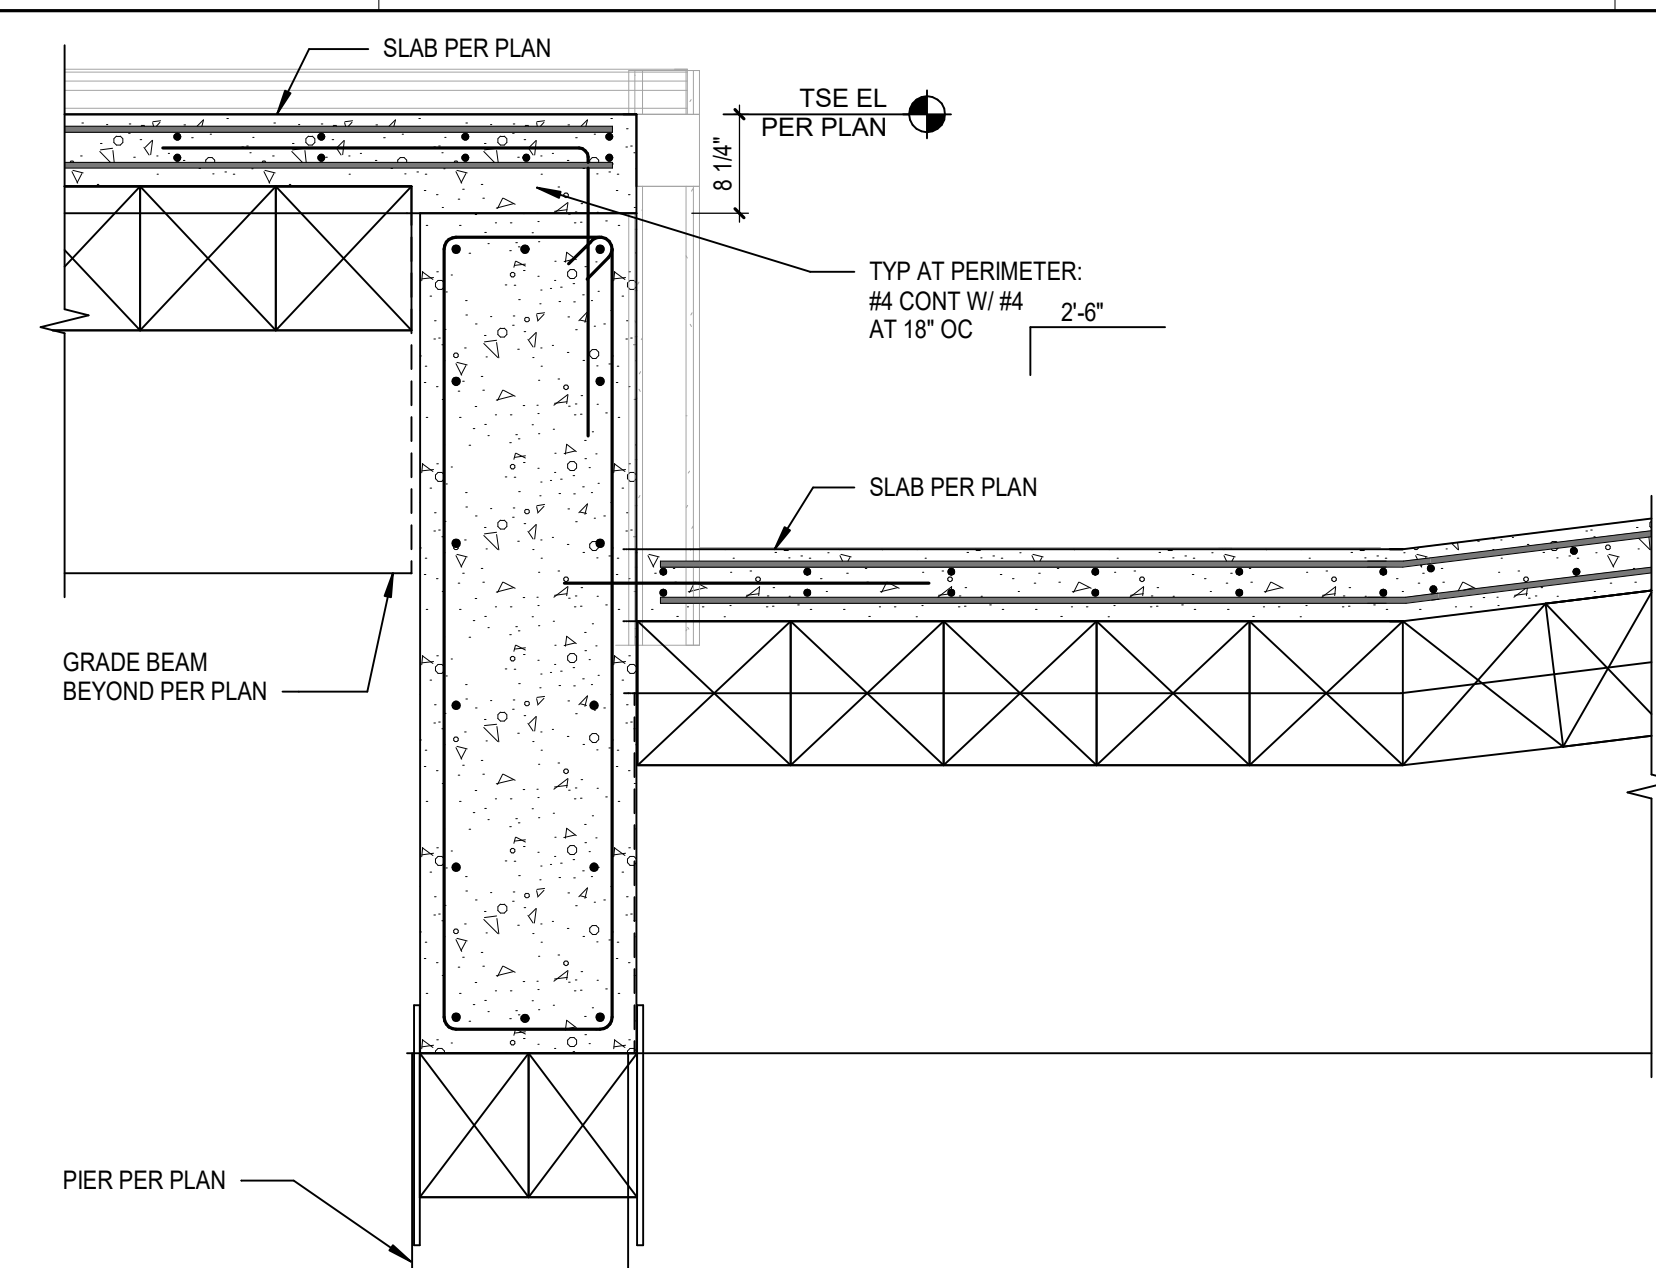 SLAB PER PLAN
TSE EL
PER PLAN
8 1/4"
TYP AT PERIMETER:
#4 CONT W/ #4
AT 18" OC
2'-6"
SLAB PER PLAN
GRADE BEAM
BEYOND PER PLAN
PIER PER PLAN